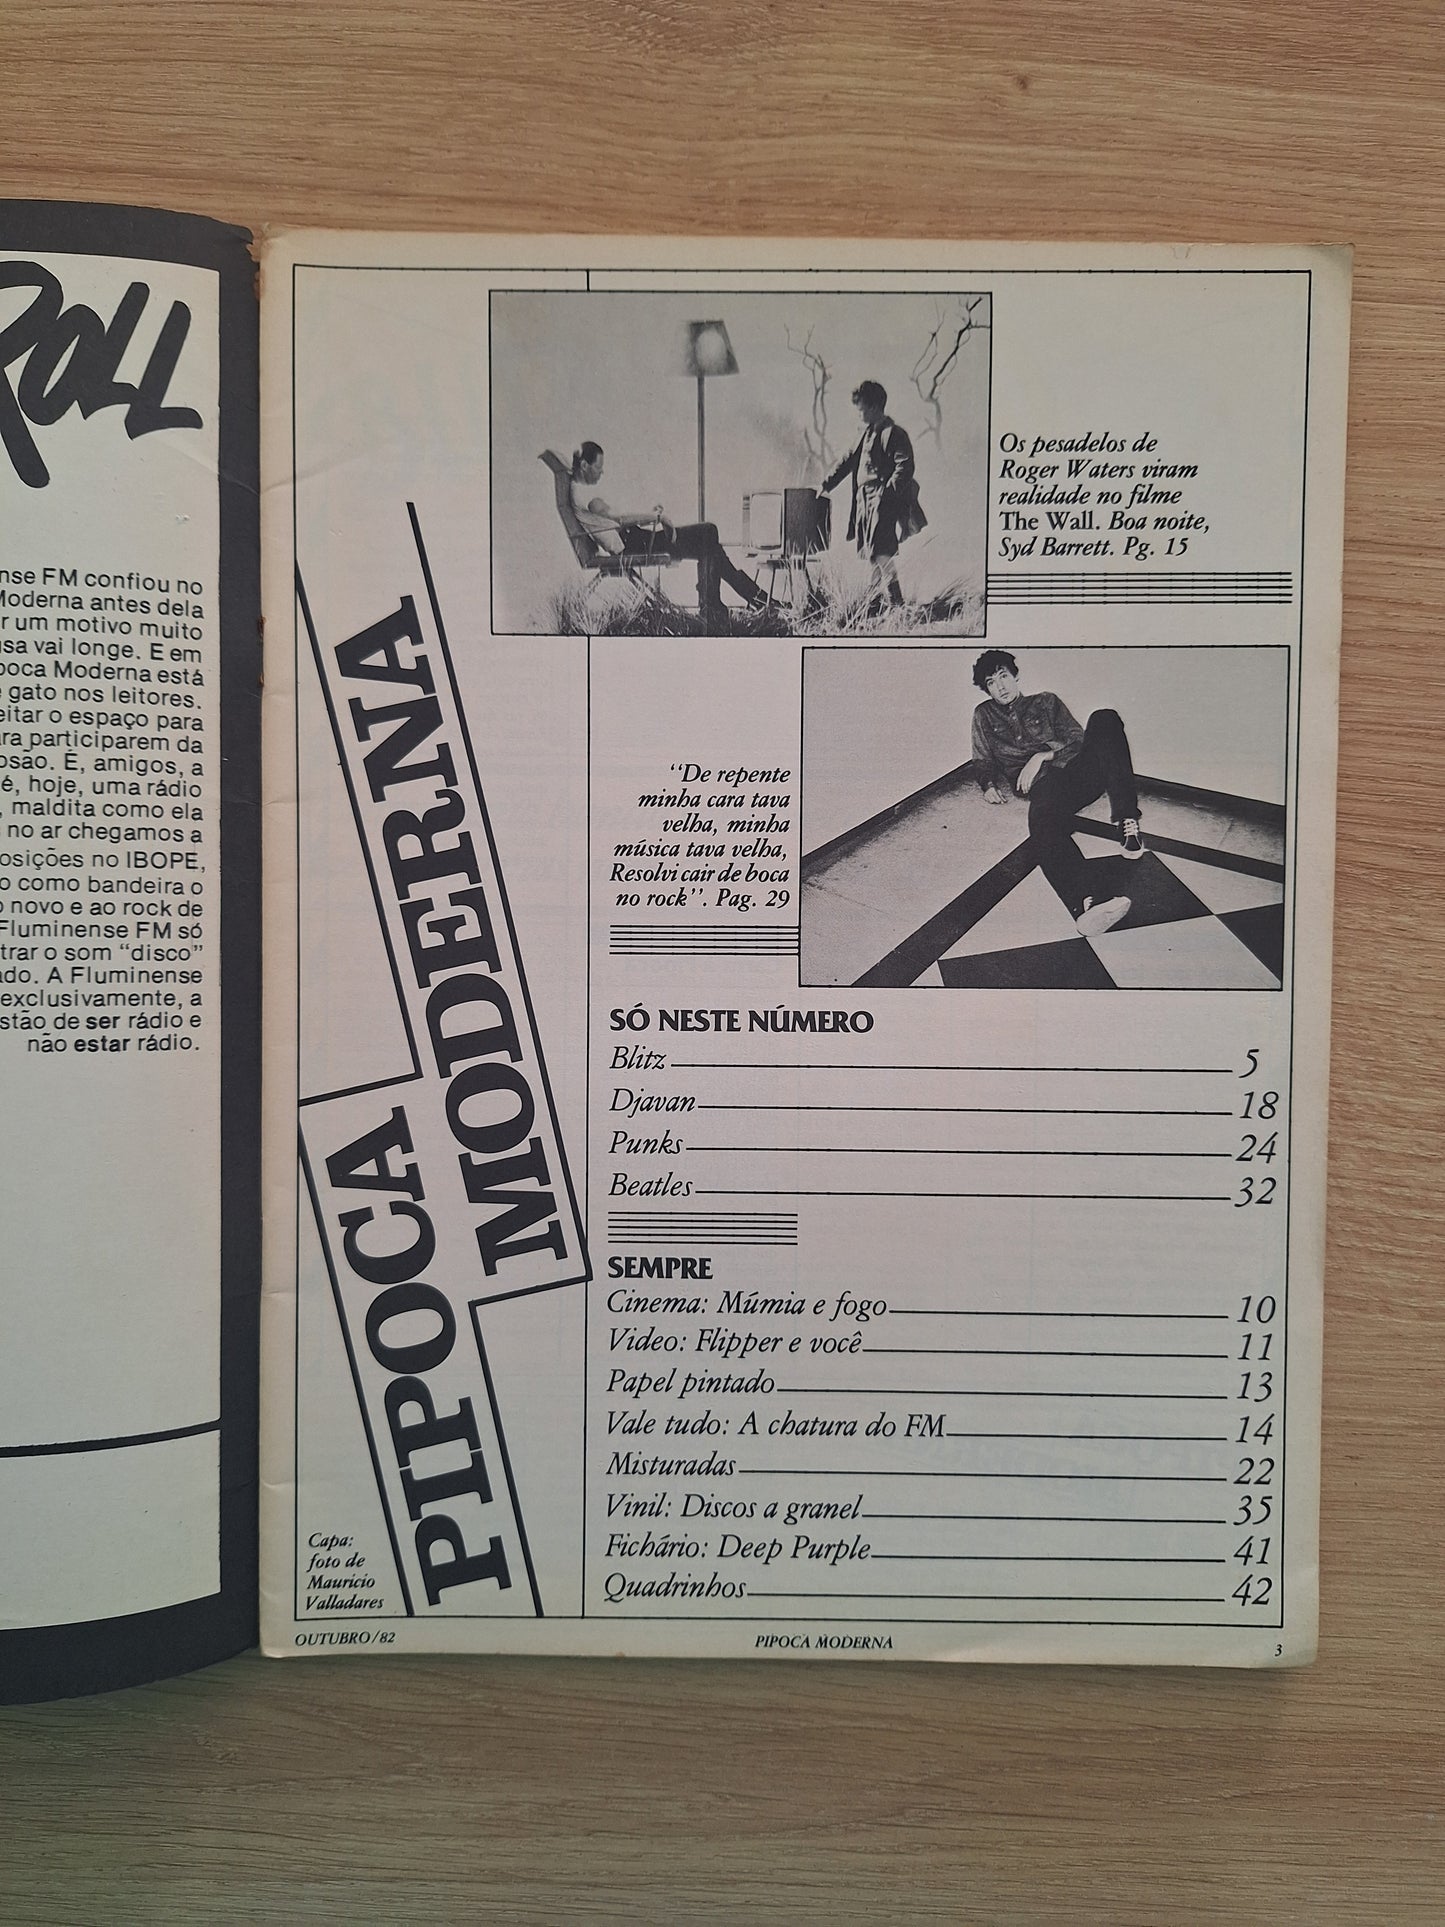 ROLL
nse FM confiou no
Moderna antes dela
r um motivo muito
sa vai longe. E em
poca Moderna está
e gato nos leitores.
eitar o espaço para
ara participarem da
osão. É, amigos, a
é, hoje, uma rádio
, maldita como ela
s no ar chegamos a
osições no IBOPE,
o como bandeira o
o novo e ao rock de
Fluminense FM só
trar o som "disco"
ado. A Fluminense
exclusivamente, a
stão de ser rádio e
não estar rádio.
PIPOCA
MODERNA
Os pesadelos de
Roger Waters viram
realidade no filme
The Wall. Boa noite,
Syd Barrett. Pg. 15
"De repente
minha cara tava
velha, minha
música tava velha,
Resolvi cair de boca
no rock". Pag. 29
SÓ NESTE NÚMERO
Blitz 5
Djavan 18
Punks 24
Beatles 32
SEMPRE
Cinema: Múmia e fogo 10
Video: Flipper e você 11
Papel pintado 13
Vale tudo: A chatura do FM 14
Misturadas 22
Vinil: Discos a granel 35
Fichário: Deep Purple 41
Quadrinhos 42
Capa:
foto de
Mauricio
Valladares
OUTUBRO/82 PIPOCA MODERNA 3